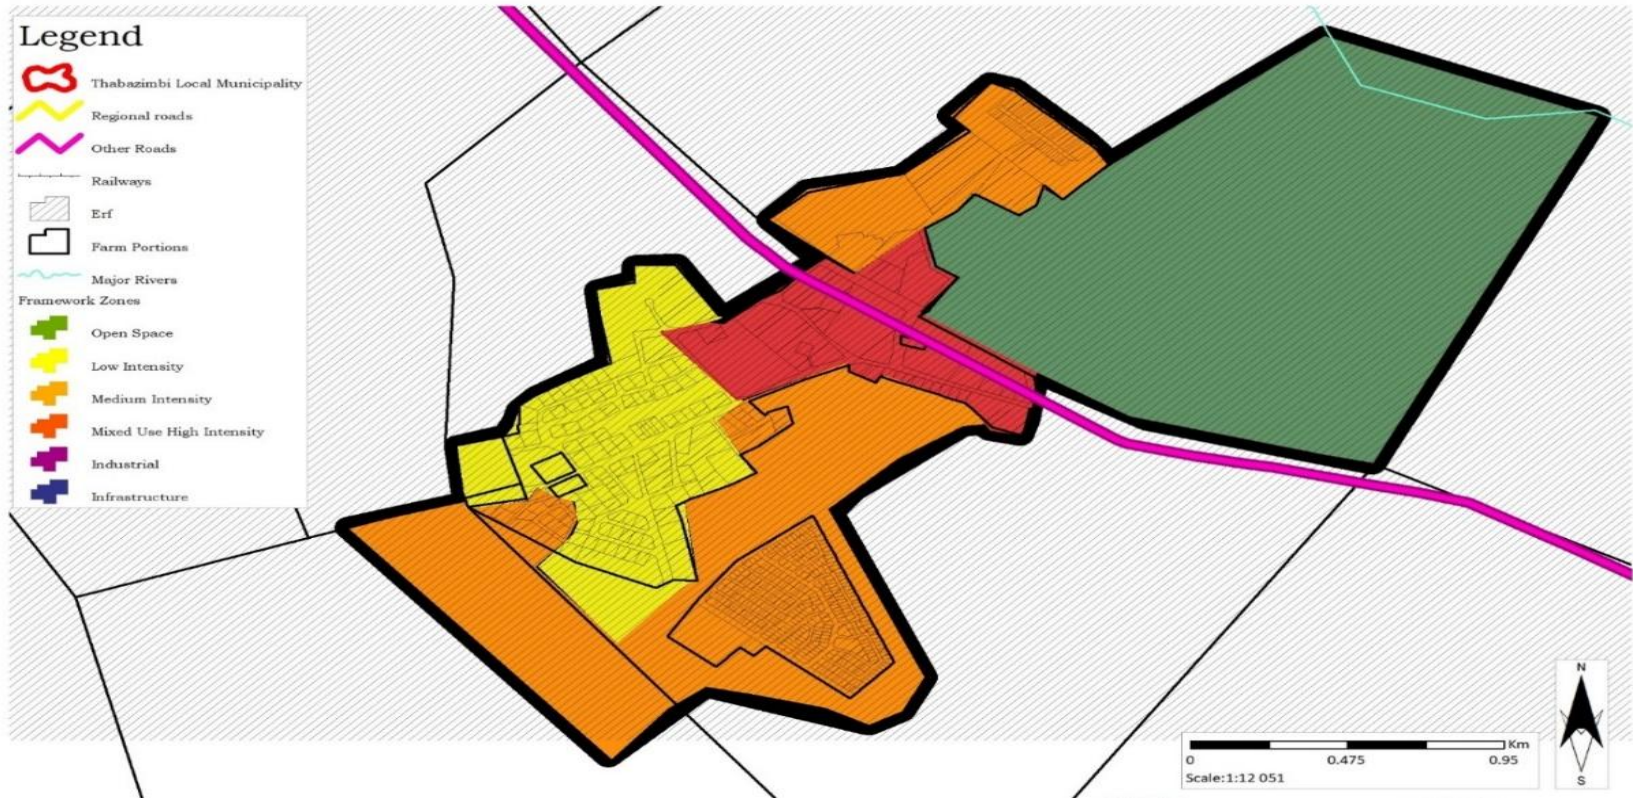 Legend
Thabazimbi Local Municipality
Regional roads
Other Roads
Railways
Erf
Farm Portions
Major Rivers
Framework Zones
Open Space
Low Intensity
Medium Intensity
Mixed Use High Intensity
Industrial
Infrastructure
N
S
Km
0 0.475 0.95
Scale:1:12 051